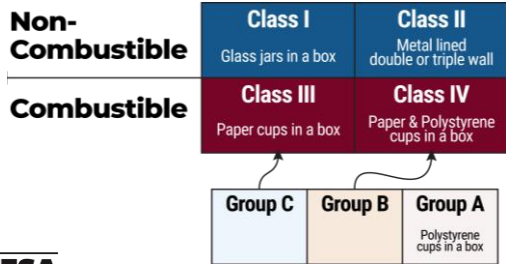 Non-
Combustible
Class I
Glass jars in a box
Class II
Metal lined
double or triple wall
Combustible
Class III
Paper cups in a box
Class IV
Paper & Polystyrene
cups in a box
Group C
Group B
Group A
Polystyrene
cups in a box